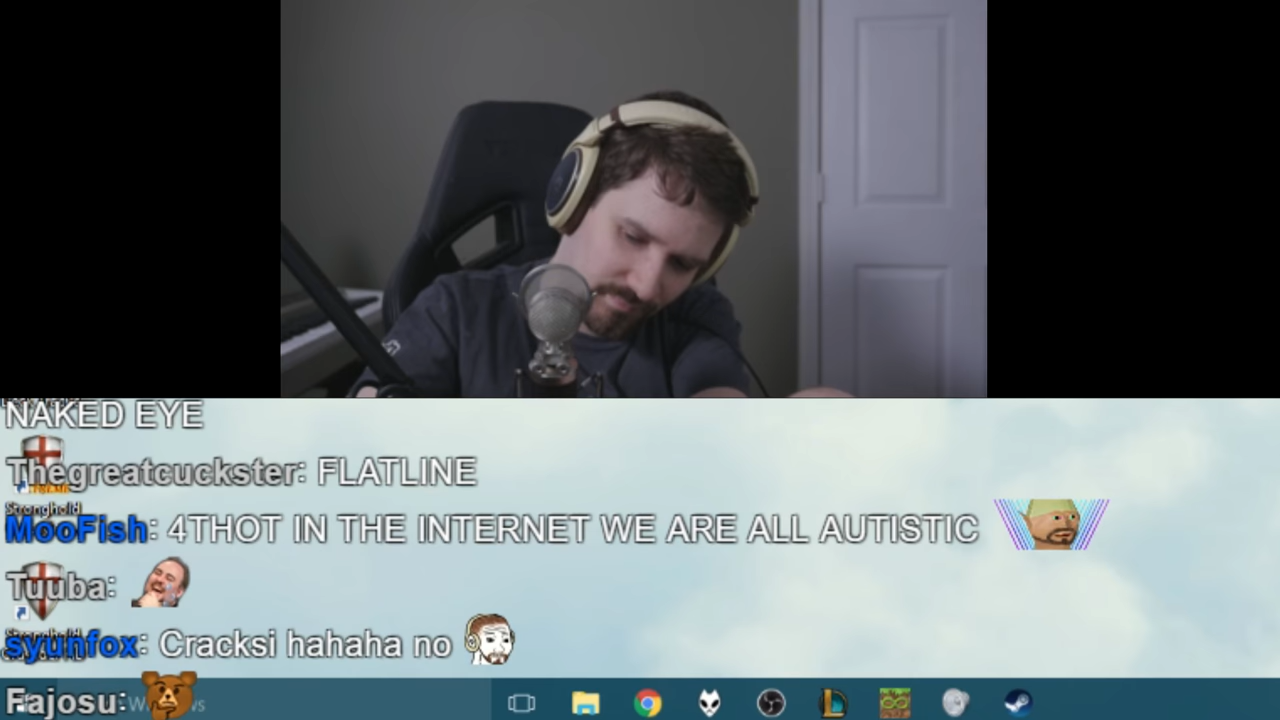 NAKED EYE
Thegreatcuckster: FLATLINE
Stronghold
MooFish: 4THOT IN THE INTERNET WE ARE ALL AUTISTIC
Tuuba:
syunfox: Cracksi hahaha no
Fajosu: